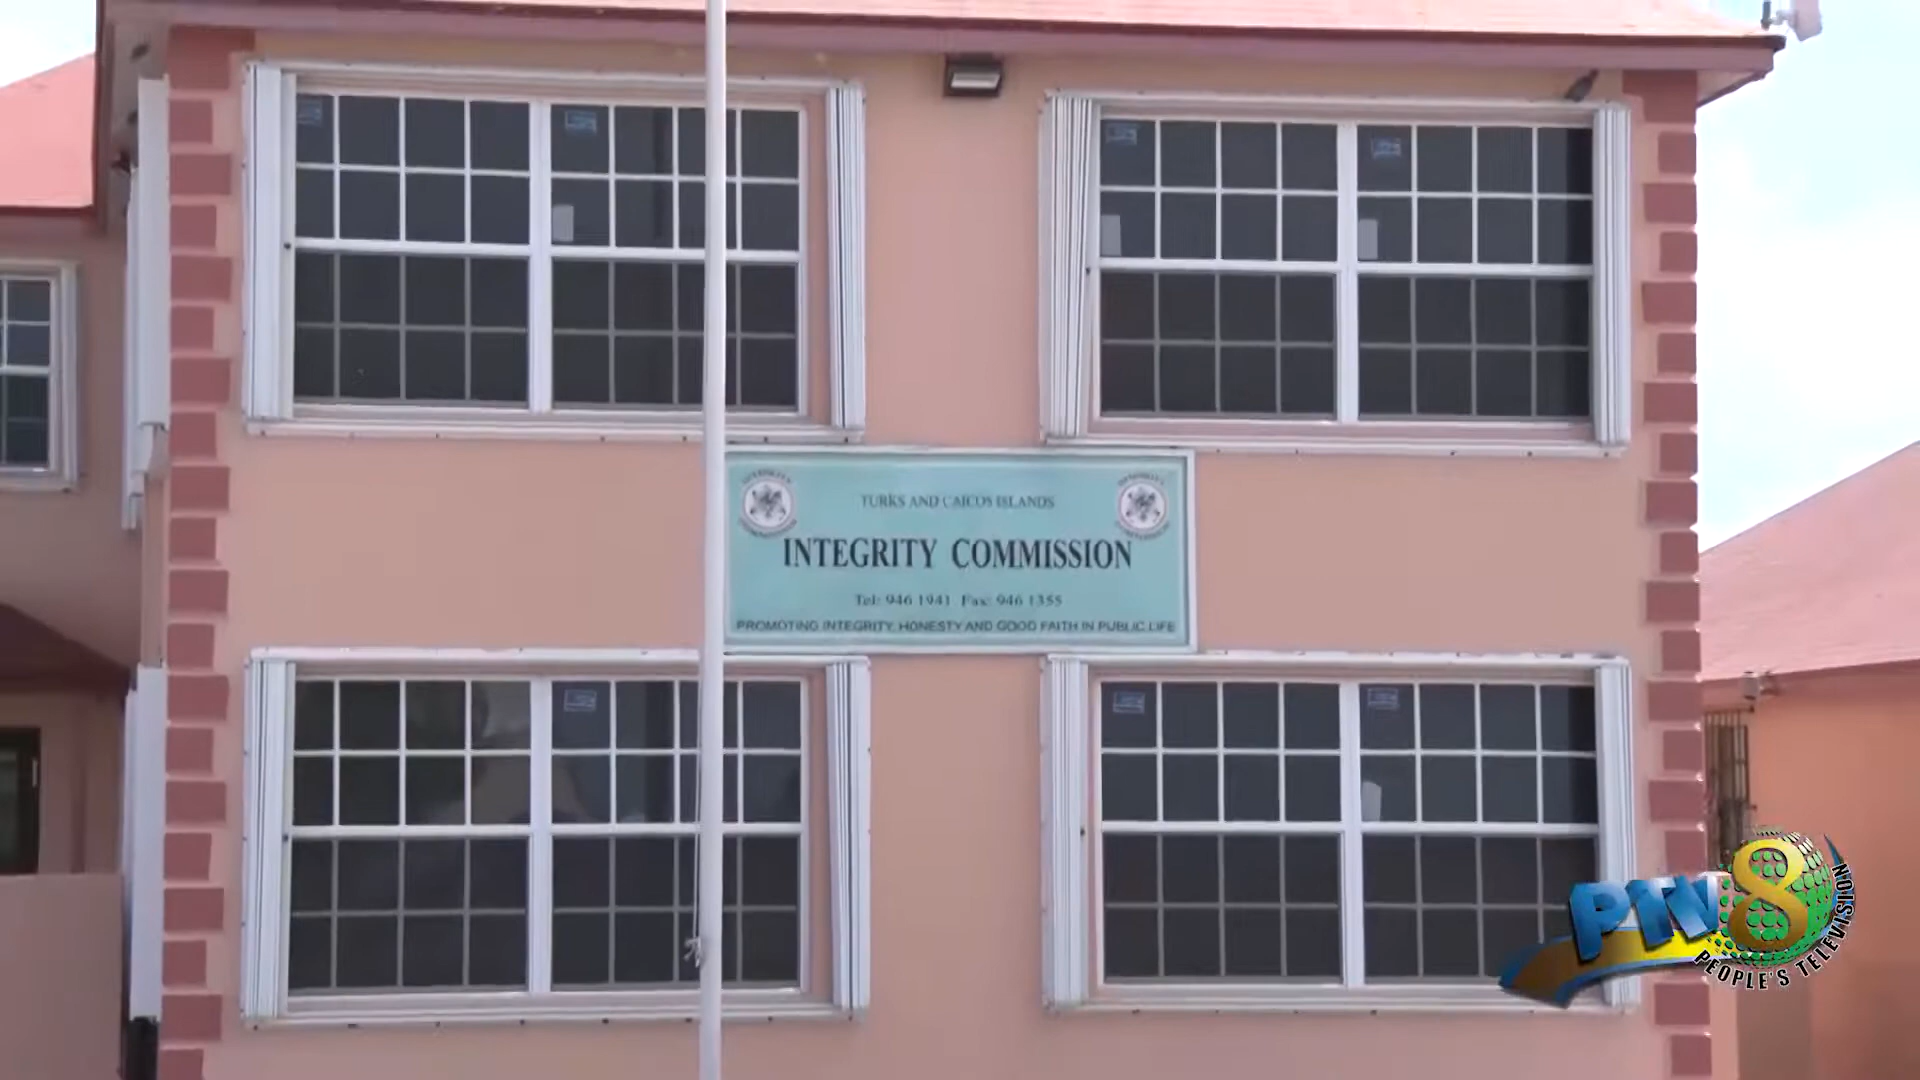 TURKS AND CAICOS ISLANDS
INTEGRITY COMMISSION
Tel: 946 1941 Fax: 946 1355
PROMOTING INTEGRITY, HONESTY AND GOOD FAITH IN PUBLIC LIFE
PTV8
PEOPLE'S TELEVISION